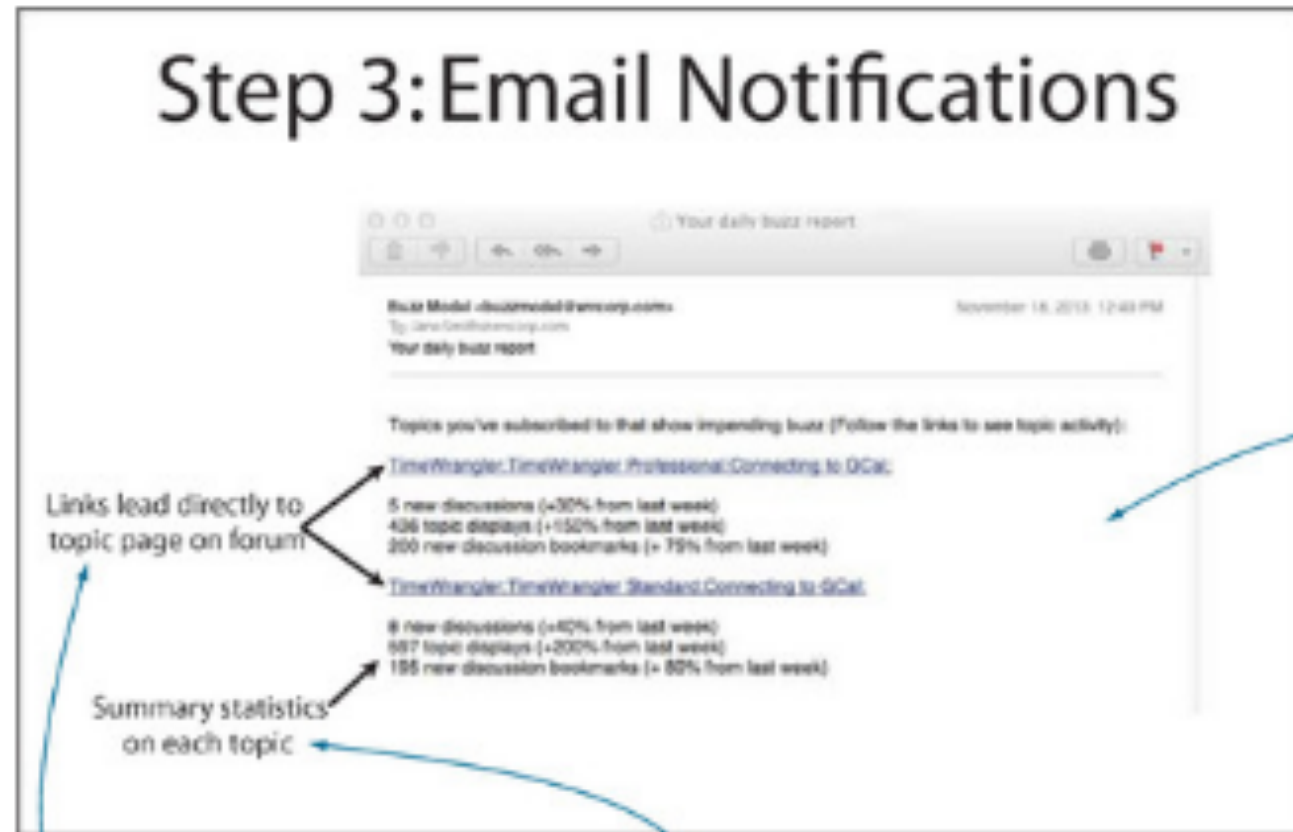 Step 3: Email Notifications
Your daily buzz report
Buzz Model <buzzmodel@wmcorp.com>
November 18, 2013 12:49 PM
To:
Your daily buzz report
Topics you've subscribed to that show impending buzz (Follow the links to see topic activity):
TimeWrangler:TimeWrangler Professional:Connecting to GCal:
5 new discussions (+30% from last week)
436 topic displays (+150% from last week)
200 new discussion bookmarks (+ 75% from last week)
Links lead directly to
topic page on forum
TimeWrangler:TimeWrangler Standard:Connecting to GCal:
new discussions (+40% from last week)
topic displays (+200% from last week)
new discussion bookmarks (+ 80% from last week)
Summary statistics
on each topic